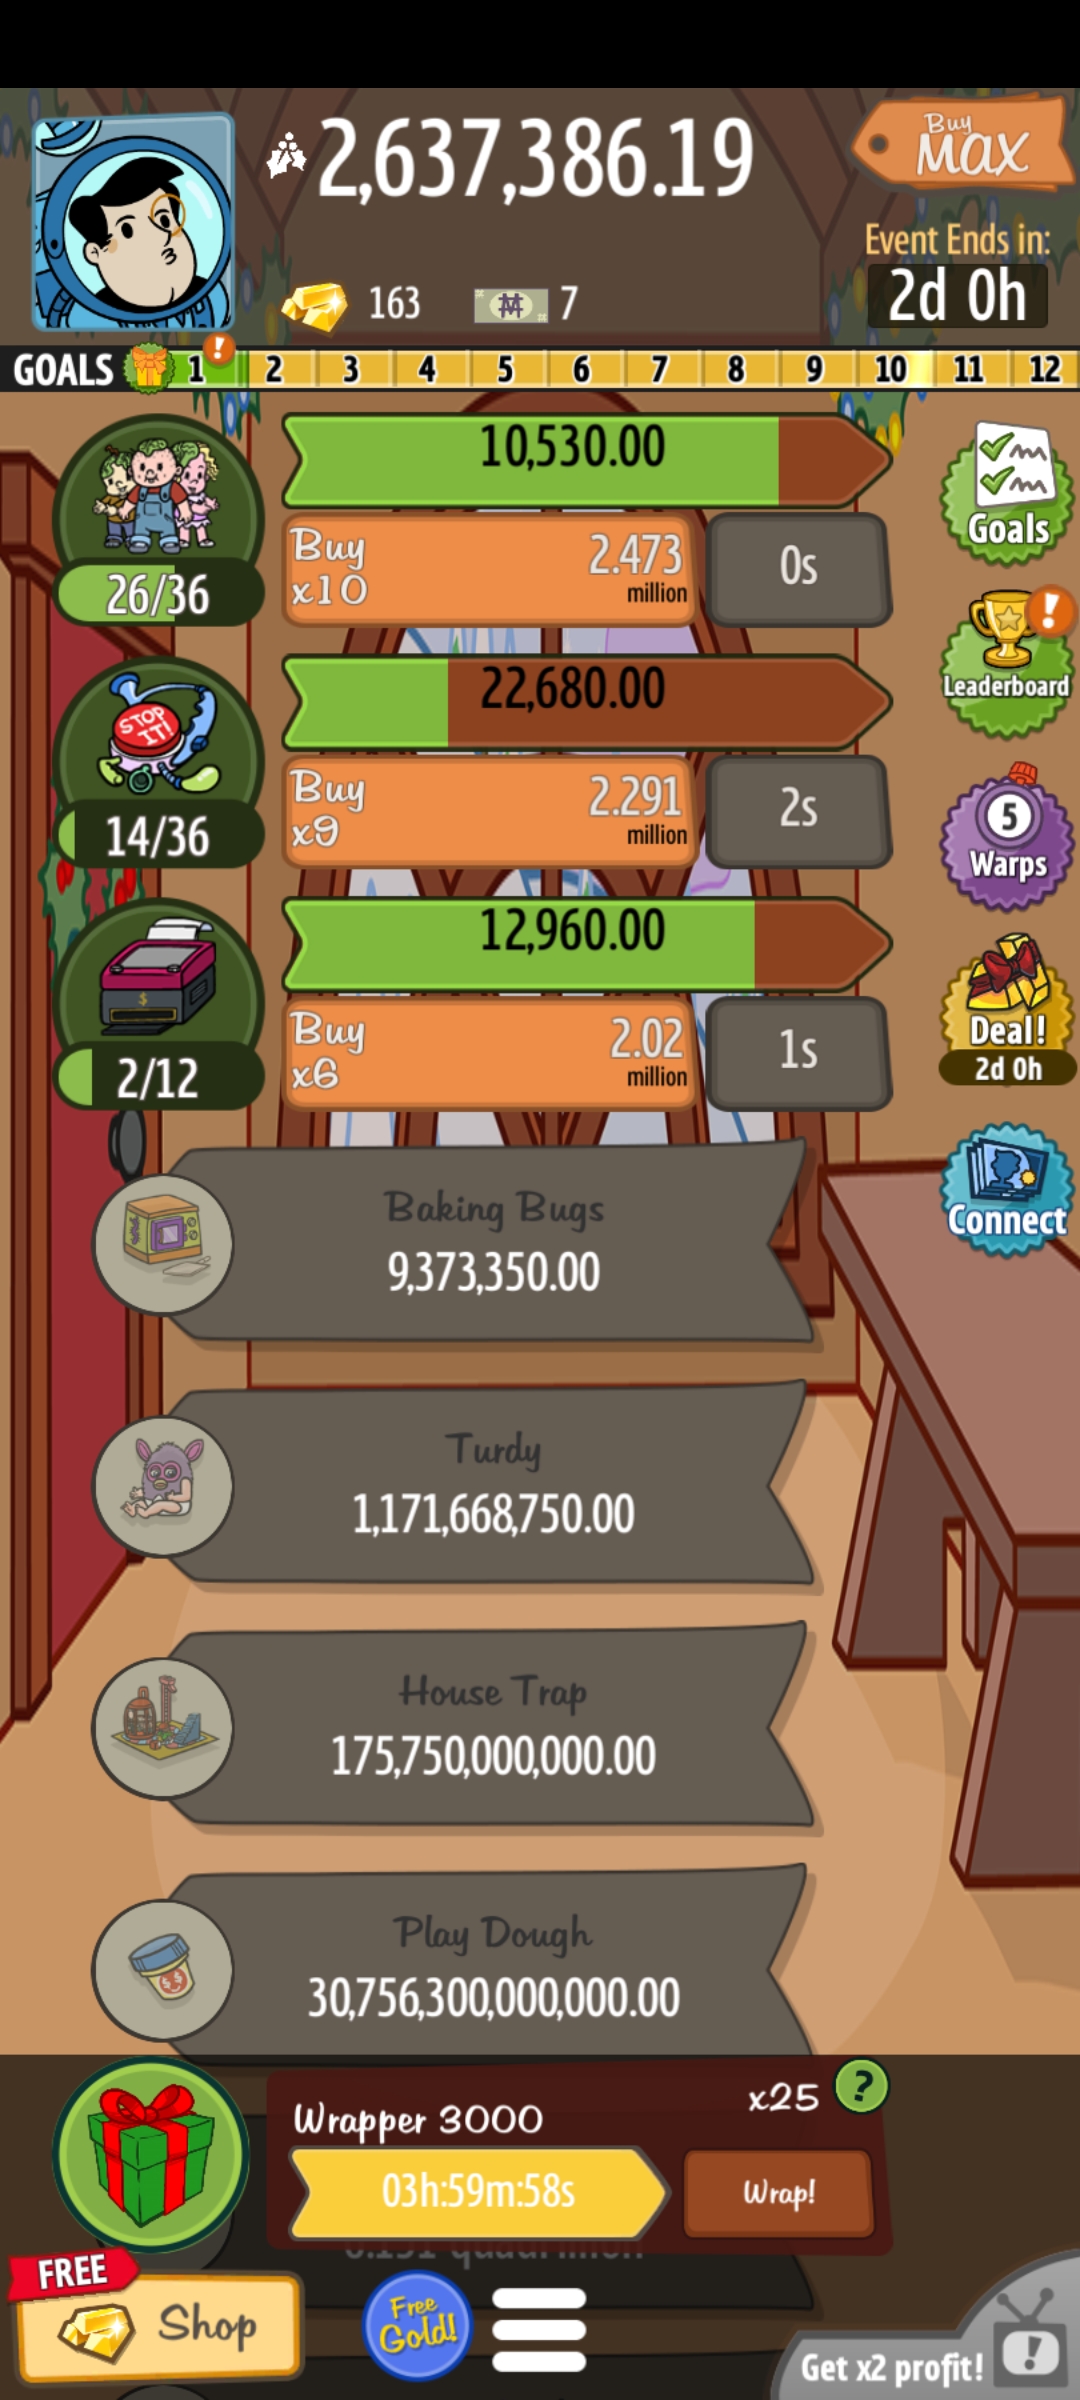 2,637,386.19
Buy
MAX
Event Ends in:
2d 0h
163
7
GOALS 1 ! 2 3 4 5 6 7 8 9 10 11 12
10,530.00
Buy
x10
2.473
million
0s
26/36
Goals
STOP
IT!
22,680.00
Buy
x9
2.291
million
2s
14/36
!
Leaderboard
$
12,960.00
Buy
x6
2.02
million
1s
2/12
5
Warps
Deal!
2d 0h
Connect
Baking Bugs
9,373,350.00
Turdy
1,171,668,750.00
House Trap
175,750,000,000.00
Play Dough
30,756,300,000,000.00
Wrapper 3000
x25
?
03h:59m:58s
Wrap!
FREE
Shop
Free
Gold!
Get x2 profit!
!